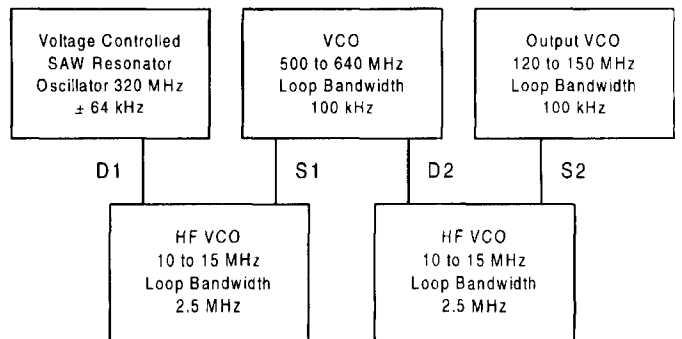 Voltage Controlled
SAW Resonator
Oscillator 320 MHz
± 64 kHz
VCO
500 to 640 MHz
Loop Bandwidth
100 kHz
Output VCO
120 to 150 MHz
Loop Bandwidth
100 kHz
D1
S1
D2
S2
HF VCO
10 to 15 MHz
Loop Bandwidth
2.5 MHz
HF VCO
10 to 15 MHz
Loop Bandwidth
2.5 MHz